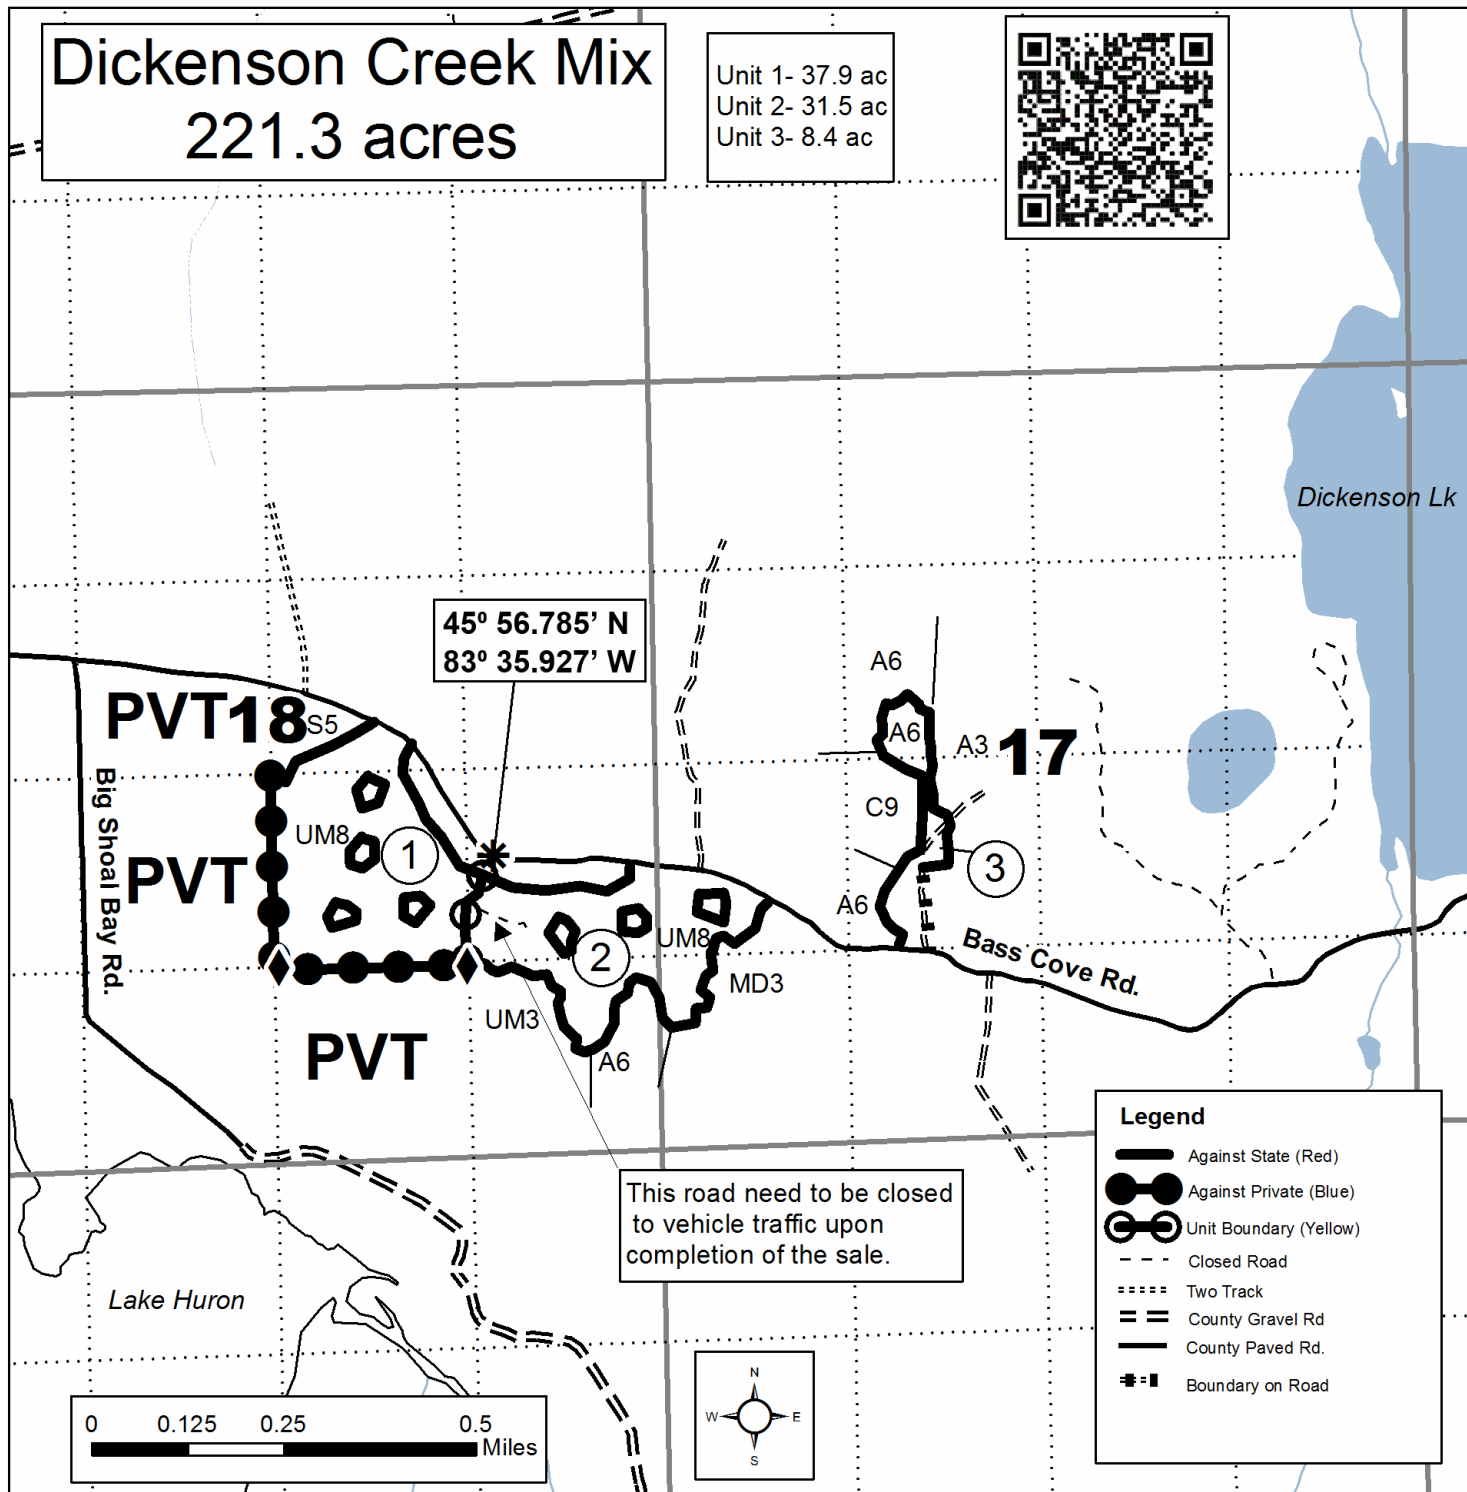 Dickenson Creek Mix
221.3 acres
Unit 1- 37.9 ac
Unit 2- 31.5 ac
Unit 3- 8.4 ac
Dickenson Lk
45º 56.785’ N
83º 35.927’ W
A6
PVT
18
S5
A6
A3
17
Big Shoal Bay Rd.
C9
UM8
1
PVT
3
A6
UM8
2
Bass Cove Rd.
MD3
UM3
PVT
A6
This road need to be closed
to vehicle traffic upon
completion of the sale.
Lake Huron
Legend
Against State (Red)
Against Private (Blue)
Unit Boundary (Yellow)
Closed Road
Two Track
County Gravel Rd
County Paved Rd.
Boundary on Road
0 0.125 0.25 0.5
Miles
N
W E
S